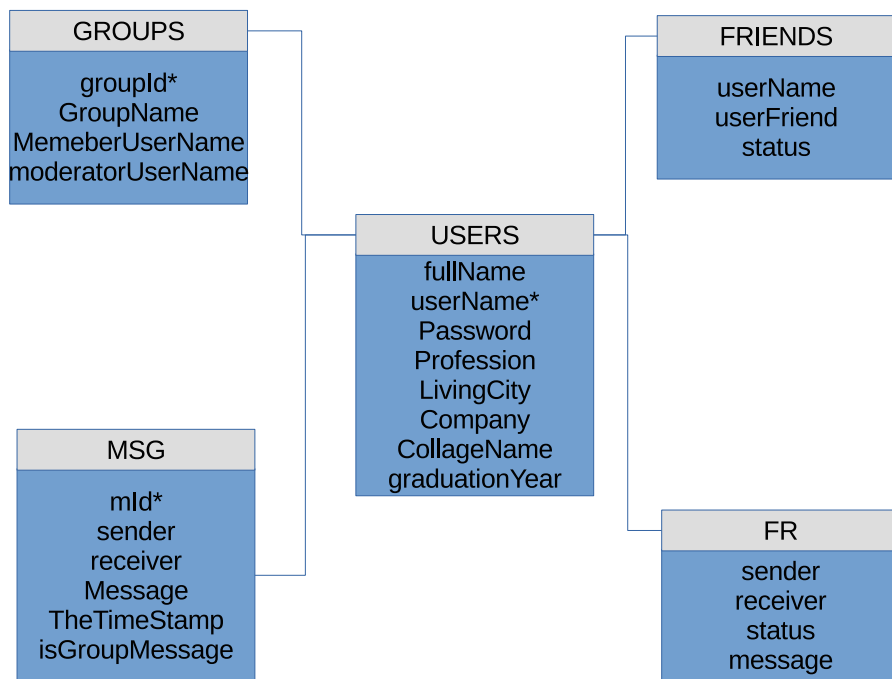 GROUPS
groupId*
GroupName
MemeberUserName
moderatorUserName
FRIENDS
userName
userFriend
status
USERS
fullName
userName*
Password
Profession
LivingCity
Company
CollageName
graduationYear
MSG
mId*
sender
receiver
Message
TheTimeStamp
isGroupMessage
FR
sender
receiver
status
message